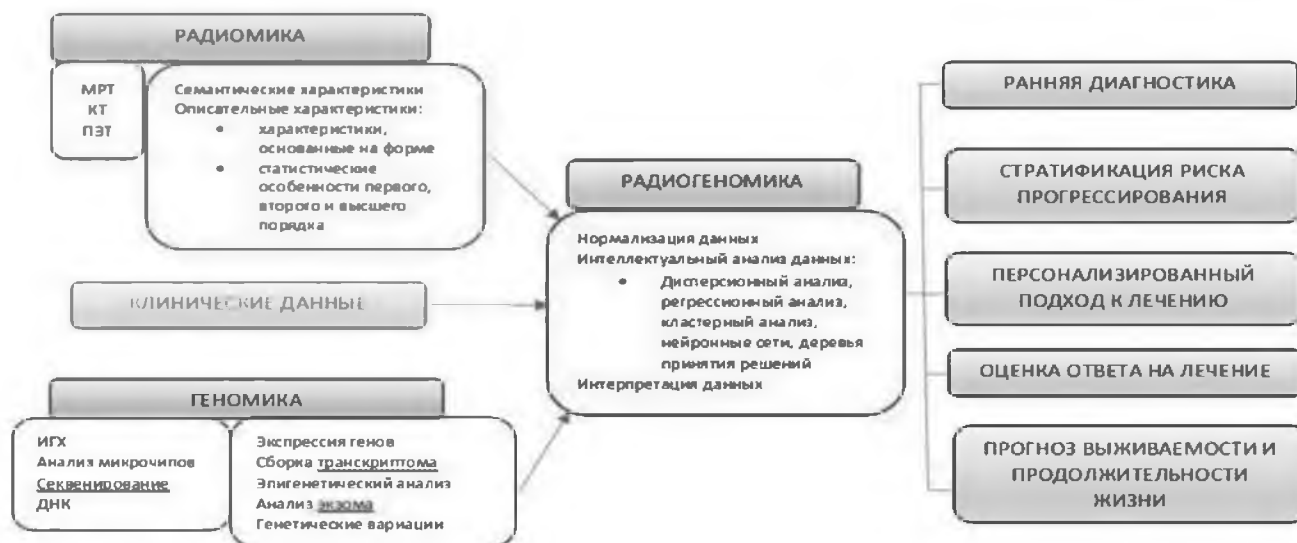 РАДИОМИКА
МРТ
КТ
ПЭТ
Семантические характеристики
Описательные характеристики:
• характеристики,
основанные на форме
• статистические
особенности первого,
второго и высшего
порядка
КЛИНИЧЕСКИЕ ДАННЫЕ
ГЕНОМИКА
ИГХ
Анализ микрочипов
Секвенирование
ДНК
Экспрессия генов
Сборка транскриптома
Эпигенетический анализ
Анализ экзома
Генетические вариации
РАДИОГЕНОМИКА
Нормализация данных
Интеллектуальный анализ данных:
• Дисперсионный анализ,
регрессионный анализ,
кластерный анализ,
нейронные сети, деревья
принятия решений
Интерпретация данных
РАННЯЯ ДИАГНОСТИКА
СТРАТИФИКАЦИЯ РИСКА
ПРОГРЕССИРОВАНИЯ
ПЕРСОНАЛИЗИРОВАННЫЙ
ПОДХОД К ЛЕЧЕНИЮ
ОЦЕНКА ОТВЕТА НА ЛЕЧЕНИЕ
ПРОГНОЗ ВЫЖИВАЕМОСТИ И
ПРОДОЛЖИТЕЛЬНОСТИ
ЖИЗНИ